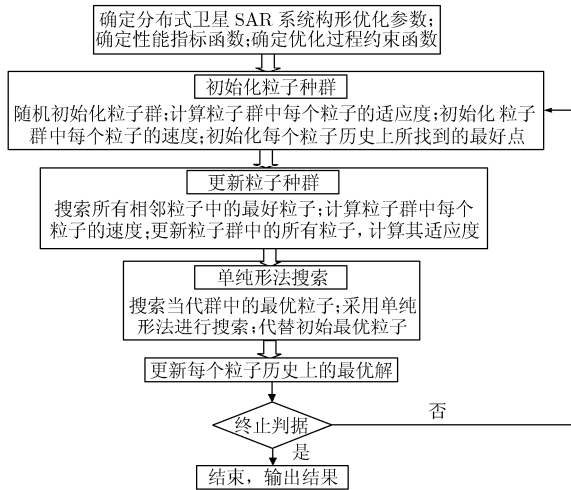 确定分布式卫星 SAR 系统构形优化参数;
确定性能指标函数;确定优化过程约束函数
初始化粒子种群
随机初始化粒子群;计算粒子群中每个粒子的适应度;初始化 粒子
群中每个粒子的速度;初始化每个粒子历史上所找到的最好点
更新粒子种群
搜索所有相邻粒子中的最好粒子;计算粒子群中每个
粒子的速度;更新粒子群中的所有粒子, 计算其适应度
单纯形法搜索
搜索当代群中的最优粒子;采用单纯
形法进行搜索;代替初始最优粒子
更新每个粒子历史上的最优解
终止判据
否
是
结束，输出结果